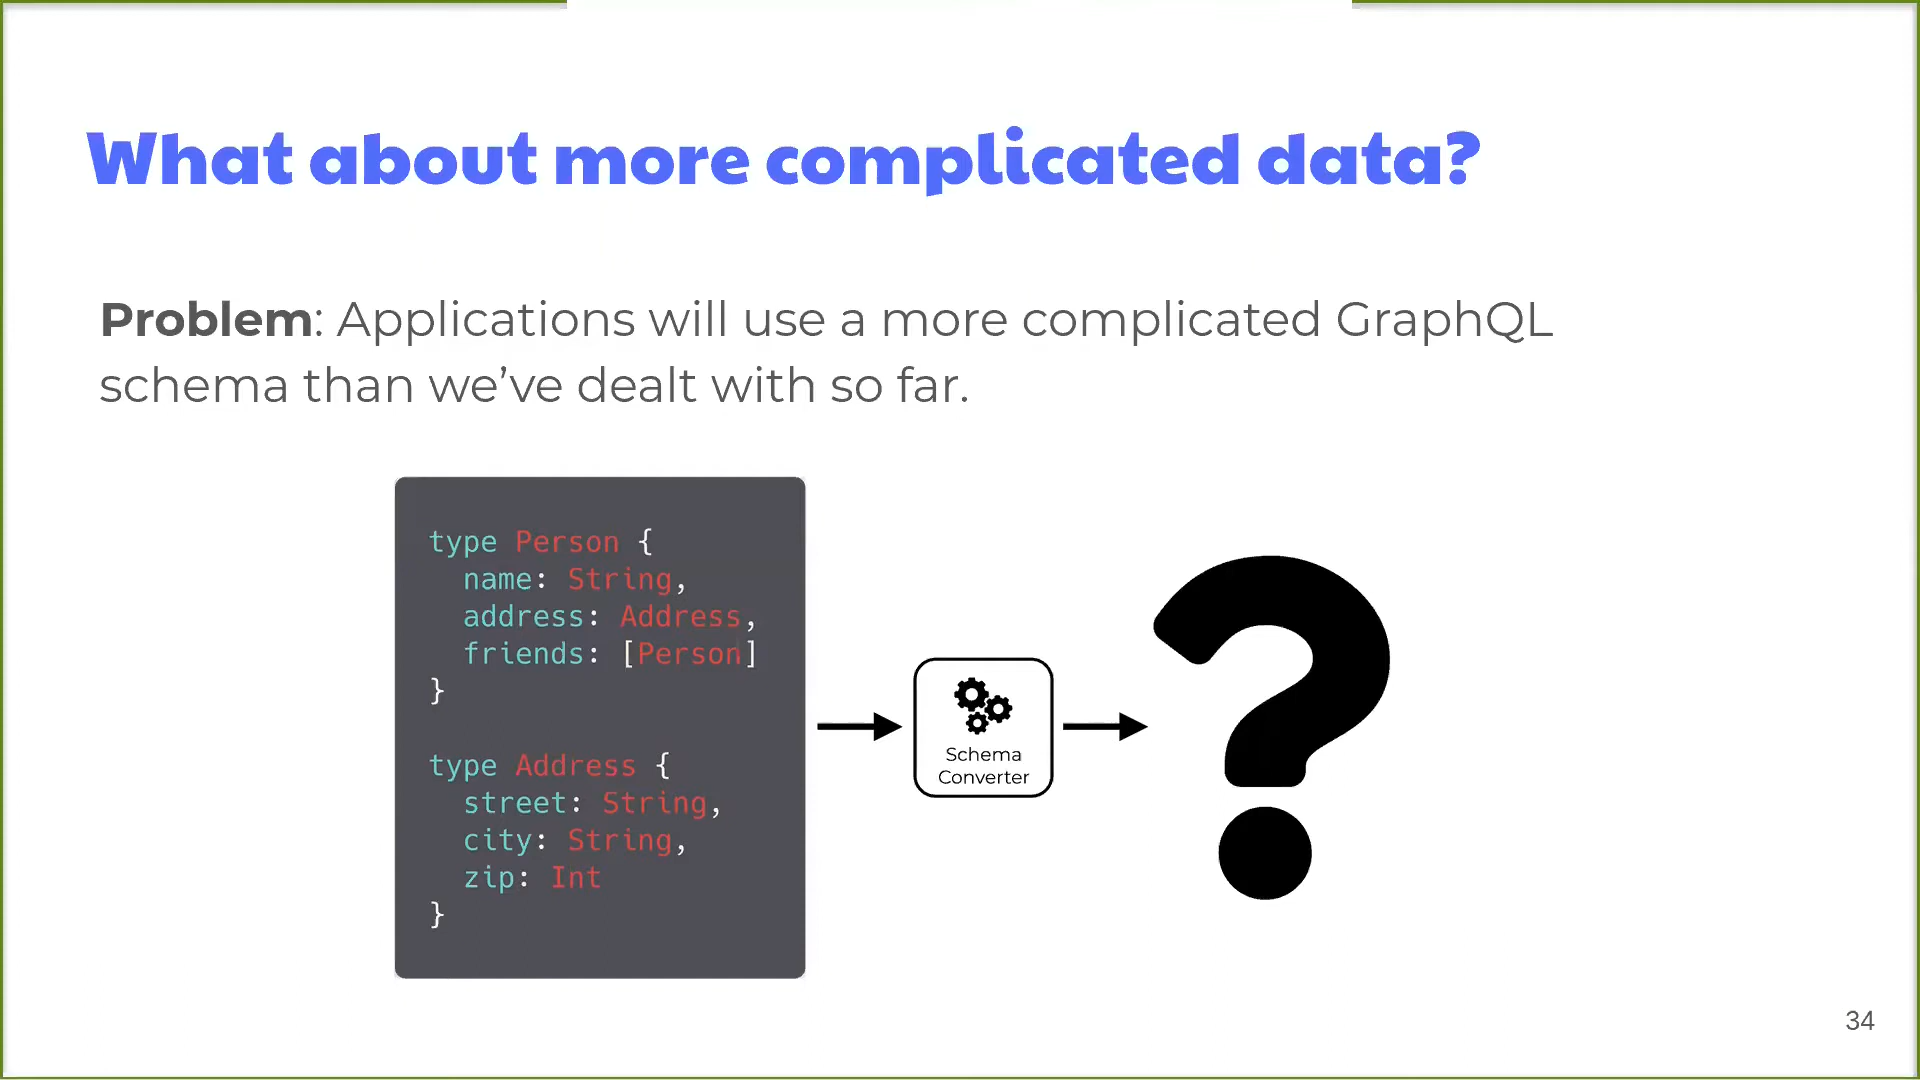 What about more complicated data?
Problem: Applications will use a more complicated GraphQL
schema than we’ve dealt with so far.
type Person {
  name: String,
  address: Address,
  friends: [Person]
}
type Address {
  street: String,
  city: String,
  zip: Int
}
Schema
Converter
?
34